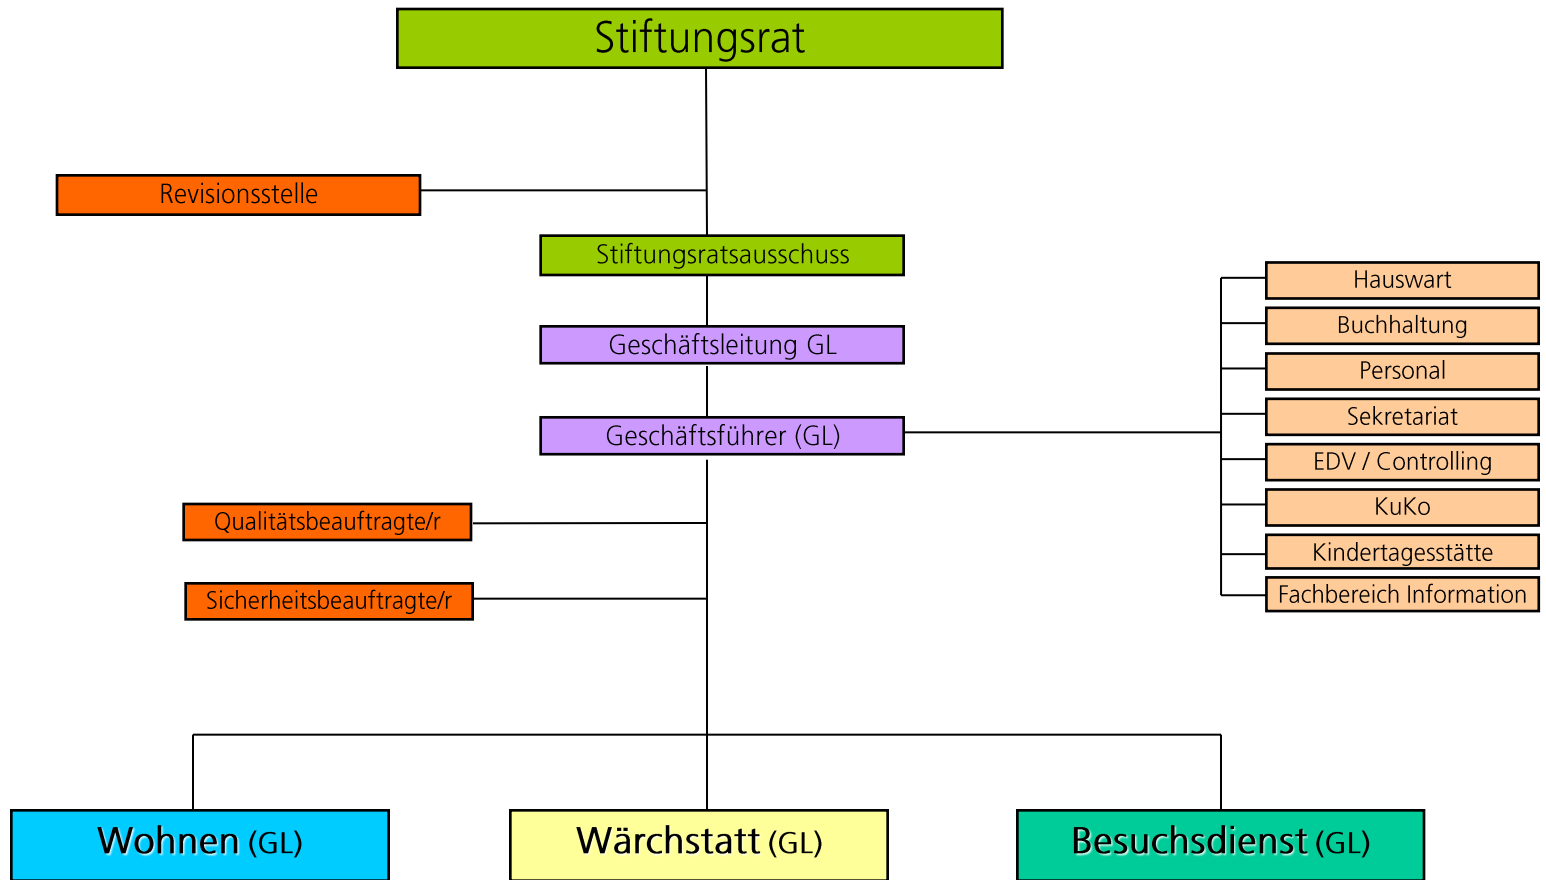 Stiftungsrat
Revisionsstelle
Stiftungsratsausschuss
Geschäftsleitung GL
Geschäftsführer (GL)
Hauswart
Buchhaltung
Personal
Sekretariat
EDV / Controlling
KuKo
Kindertagesstätte
Fachbereich Information
Qualitätsbeauftragte/r
Sicherheitsbeauftragte/r
Wohnen (GL)
Wärchstatt (GL)
Besuchsdienst (GL)